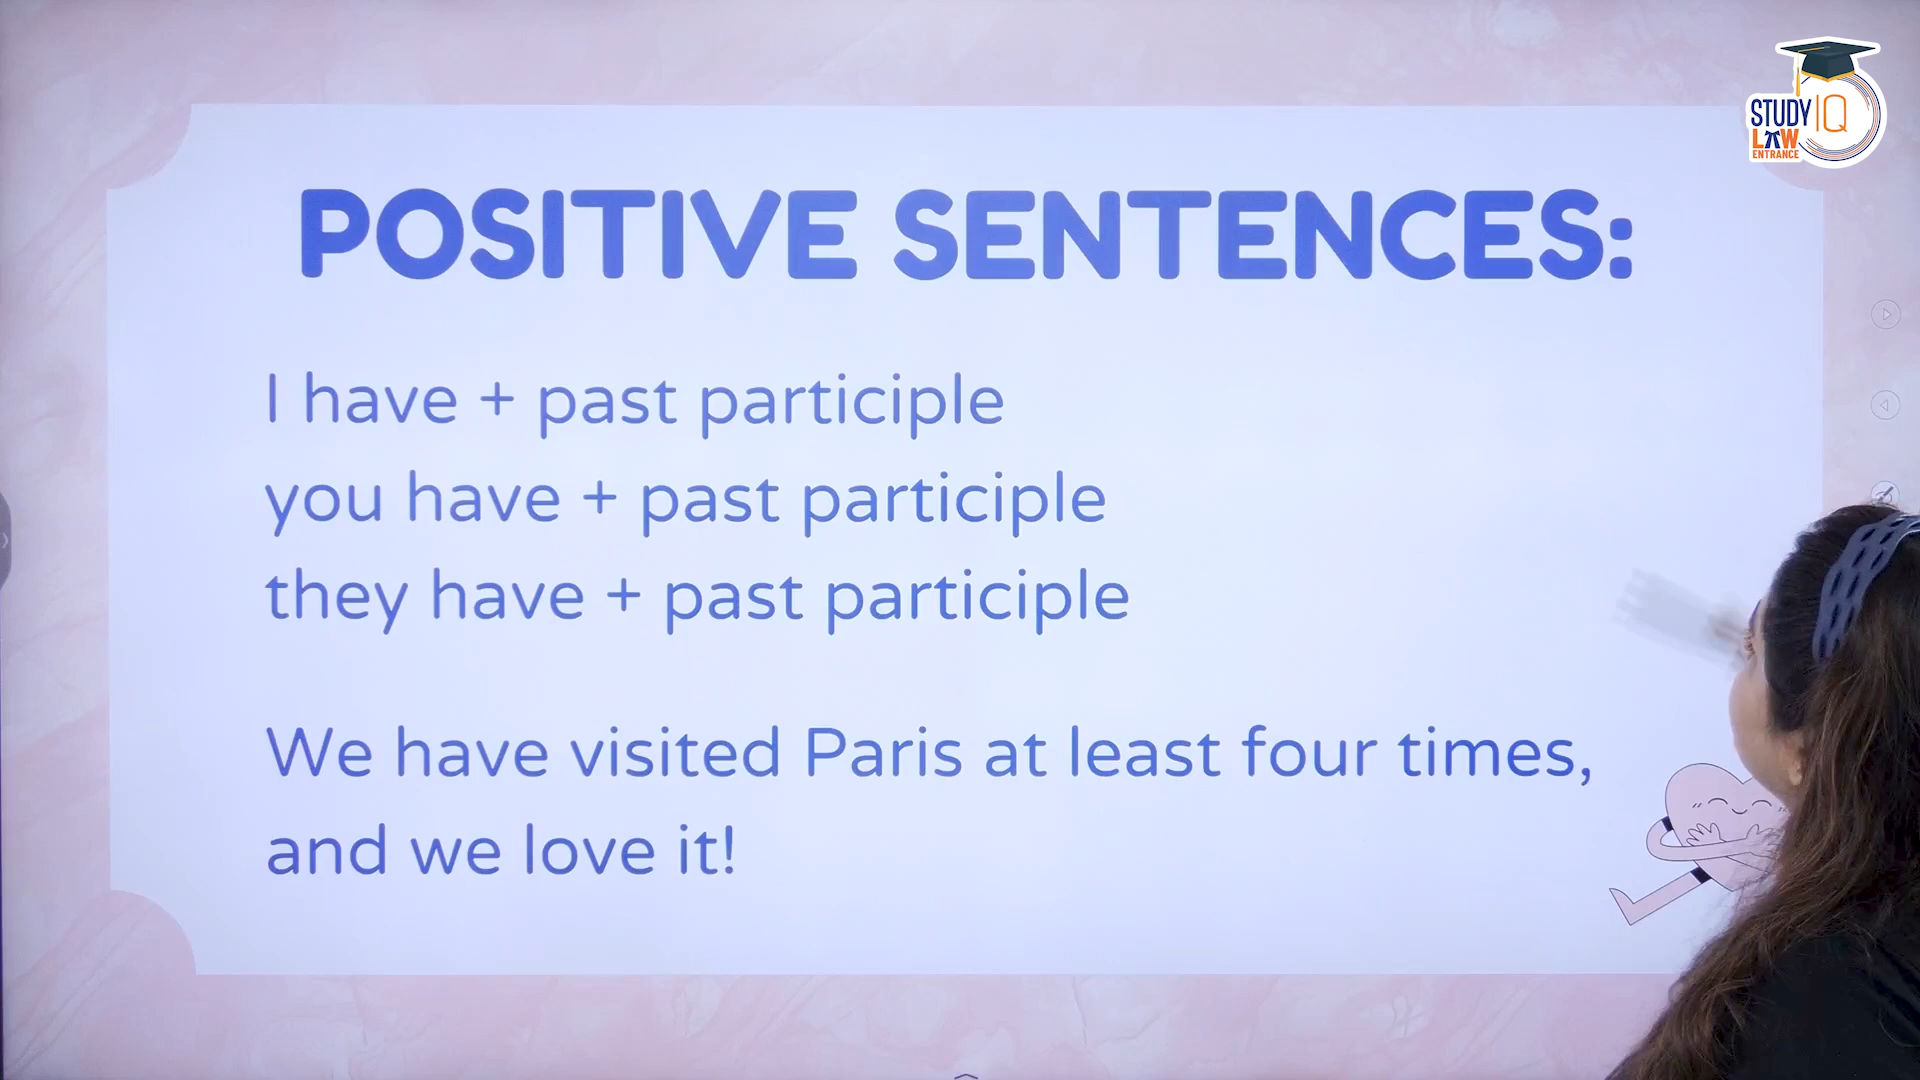 STUDY IQ
LAW
ENTRANCE
POSITIVE SENTENCES:
I have + past participle
you have + past participle
they have + past participle
We have visited Paris at least four times,
and we love it!